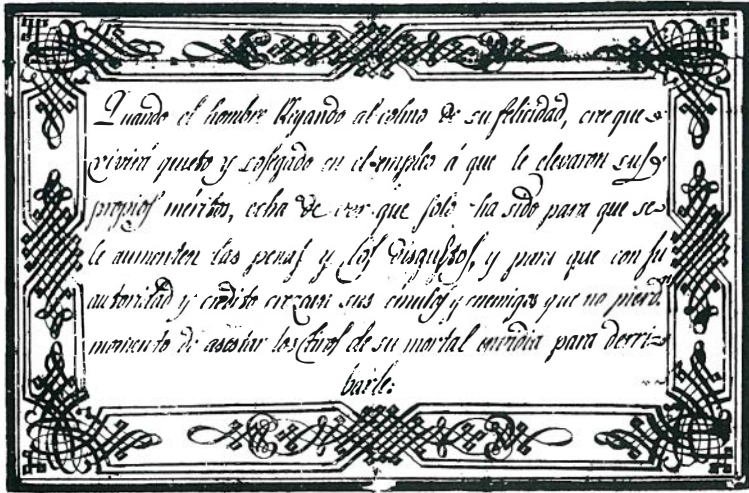 Quando el hombre llegando al colmo de su felicidad, cree que
vivirá quieto y sosegado en el empleo á que le elevaron sus
propios méritos, echa de ver que solo ha sido para que se
le aumenten las penas y los disgustos, y para que con su
autoridad y crédito crezcan sus émulos y enemigos que no pierd
momento de asestar los tiros de su mortal envidia para derri=
barle: